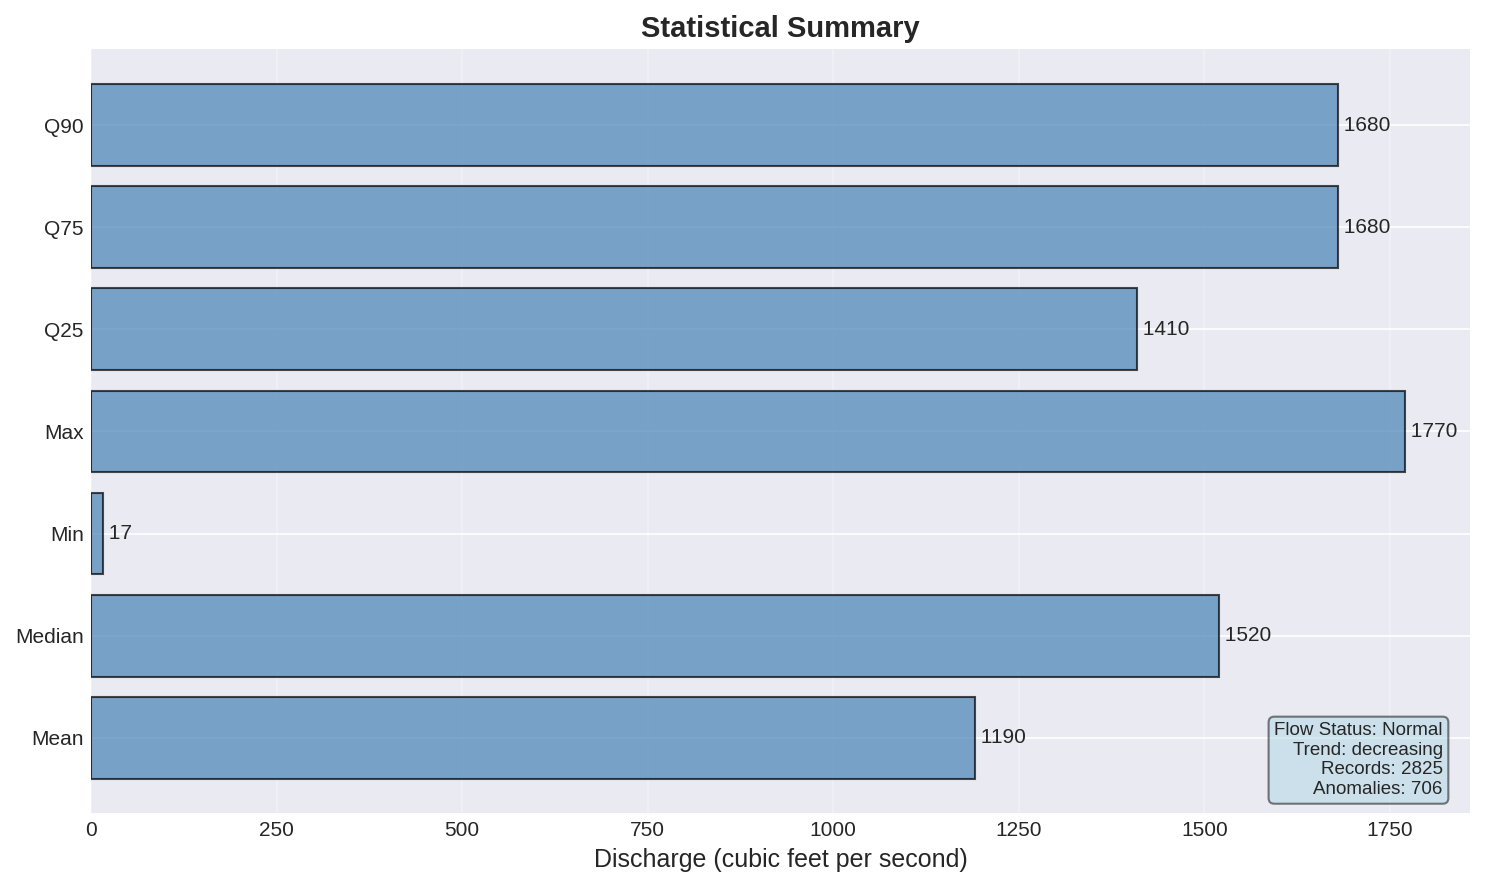 Statistical Summary
Q90
1680
Q75
1680
Q25
1410
Max
1770
Min
17
Median
1520
Mean
1190
Flow Status: Normal
Trend: decreasing
Records: 2825
Anomalies: 706
0 250 500 750 1000 1250 1500 1750
Discharge (cubic feet per second)